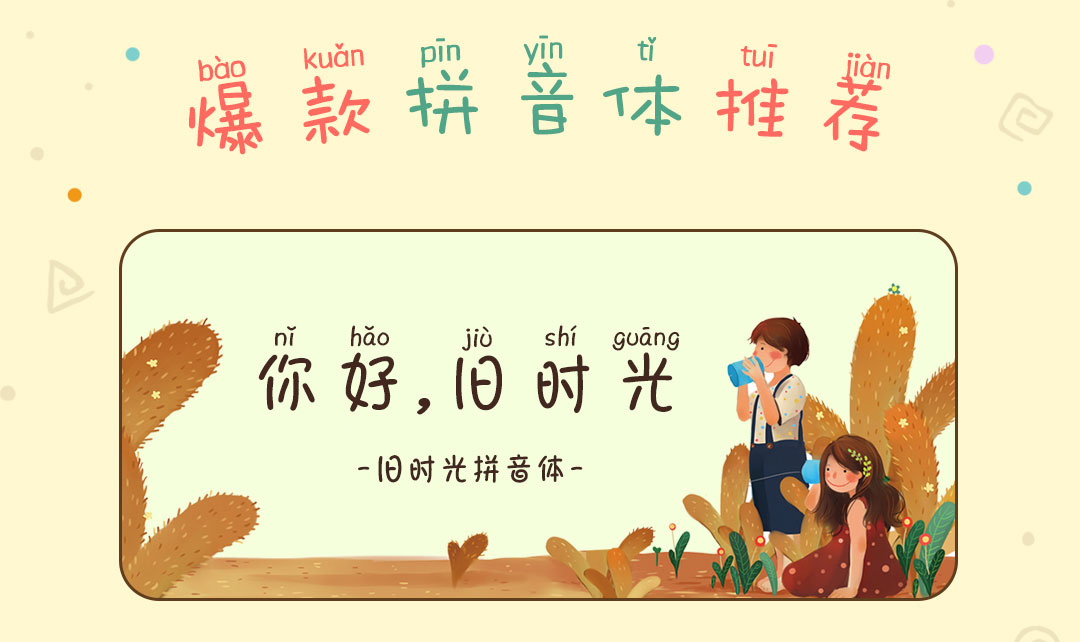 bào kuǎn pīn yīn tǐ tuī jiàn
爆款拼音体推荐
nǐ hǎo jiù shí guāng
你好,旧时光
-旧时光拼音体-